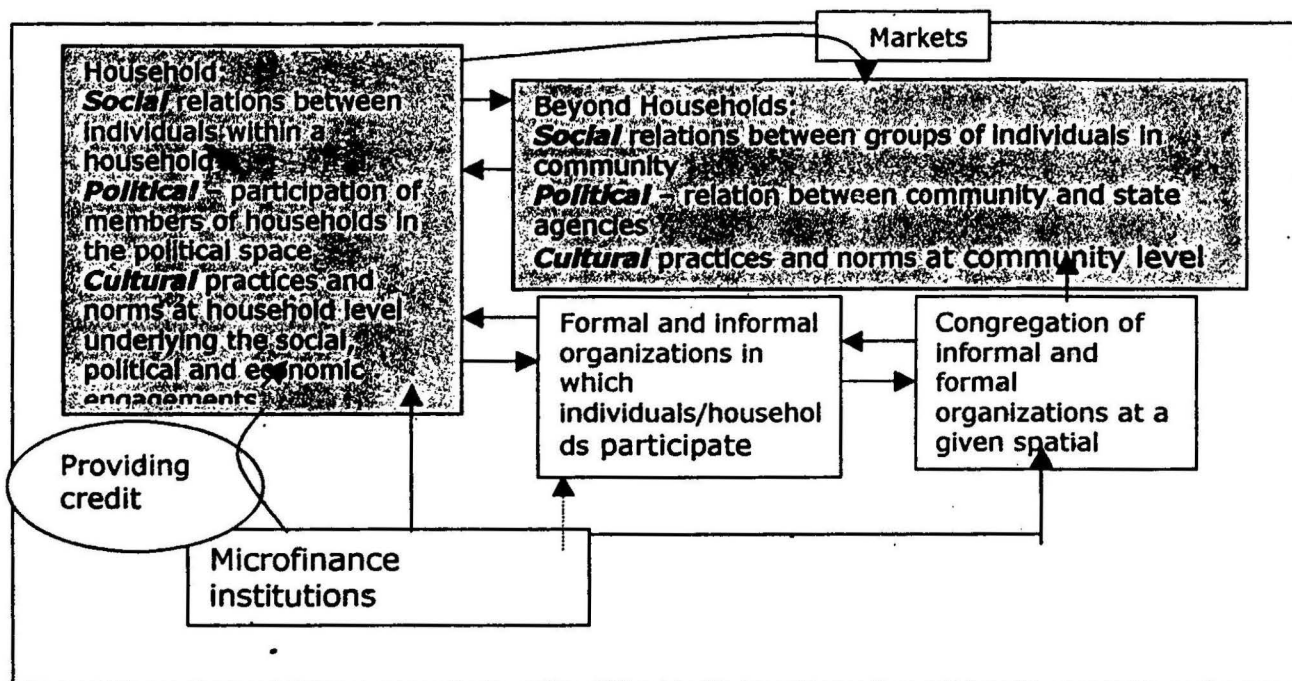 Markets
Household:
Social relations between
individuals within a
household
Political – participation of
members of households in
the political space
Cultural practices and
norms at household level
underlying the social,
political and economic
engagements
Beyond Households:
Social relations between groups of individuals in
community
Political – relation between community and state
agencies
Cultural practices and norms at community level
Formal and informal
organizations in
which
individuals/househol
ds participate
Congregation of
informal and
formal
organizations at a
given spatial
Providing
credit
Microfinance
institutions